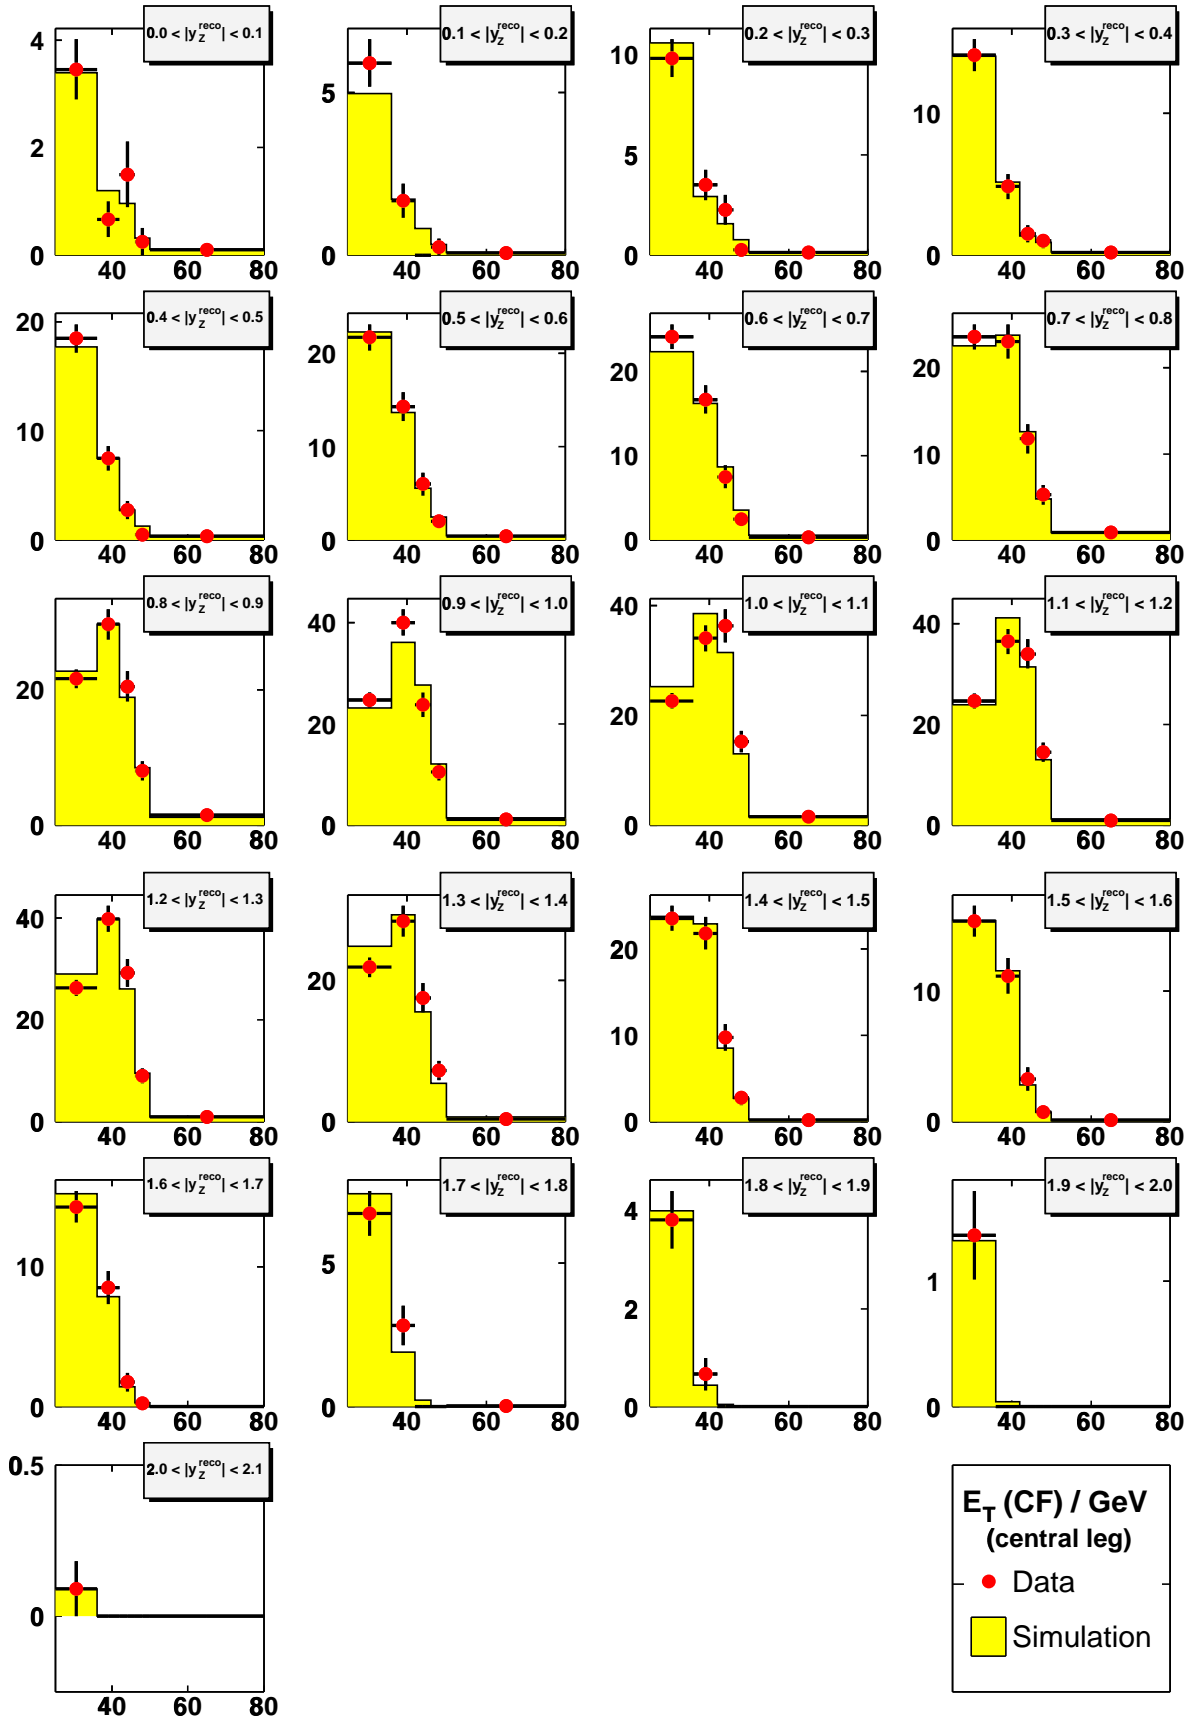 0.0 < |y_Z^reco| < 0.1
4
2
0
40 60 80
0.1 < |y_Z^reco| < 0.2
5
0
40 60 80
0.2 < |y_Z^reco| < 0.3
10
5
0
40 60 80
0.3 < |y_Z^reco| < 0.4
10
0
40 60 80
0.4 < |y_Z^reco| < 0.5
20
10
0
40 60 80
0.5 < |y_Z^reco| < 0.6
20
10
0
40 60 80
0.6 < |y_Z^reco| < 0.7
20
10
0
40 60 80
0.7 < |y_Z^reco| < 0.8
20
10
0
40 60 80
0.8 < |y_Z^reco| < 0.9
20
0
40 60 80
0.9 < |y_Z^reco| < 1.0
40
20
0
40 60 80
1.0 < |y_Z^reco| < 1.1
40
20
0
40 60 80
1.1 < |y_Z^reco| < 1.2
40
20
0
40 60 80
1.2 < |y_Z^reco| < 1.3
40
20
0
40 60 80
1.3 < |y_Z^reco| < 1.4
20
0
40 60 80
1.4 < |y_Z^reco| < 1.5
20
10
0
40 60 80
1.5 < |y_Z^reco| < 1.6
10
0
40 60 80
1.6 < |y_Z^reco| < 1.7
10
0
40 60 80
1.7 < |y_Z^reco| < 1.8
5
0
40 60 80
1.8 < |y_Z^reco| < 1.9
4
2
0
40 60 80
1.9 < |y_Z^reco| < 2.0
1
0
40 60 80
2.0 < |y_Z^reco| < 2.1
0.5
0
40 60 80
E_T (CF) / GeV
(central leg)
Data
Simulation